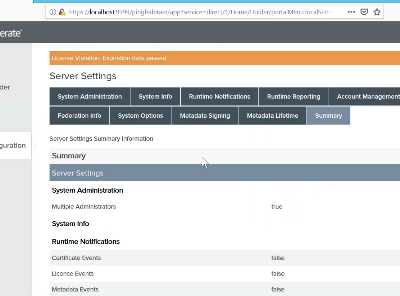 https://localhost:9999/pingfederate/app?service=direct/1/Home/Holder/portalMenu.localSett
ederate®
License Violation: Expiration date passed
Server Settings
der
System Administration System Info Runtime Notifications Runtime Reporting Account Management
Federation Info System Options Metadata Signing Metadata Lifetime Summary
guration
Server Settings Summary Information
Summary
Server Settings
System Administration
Multiple Administrators true
System Info
Runtime Notifications
Certificate Events false
License Events false
Metadata Events false